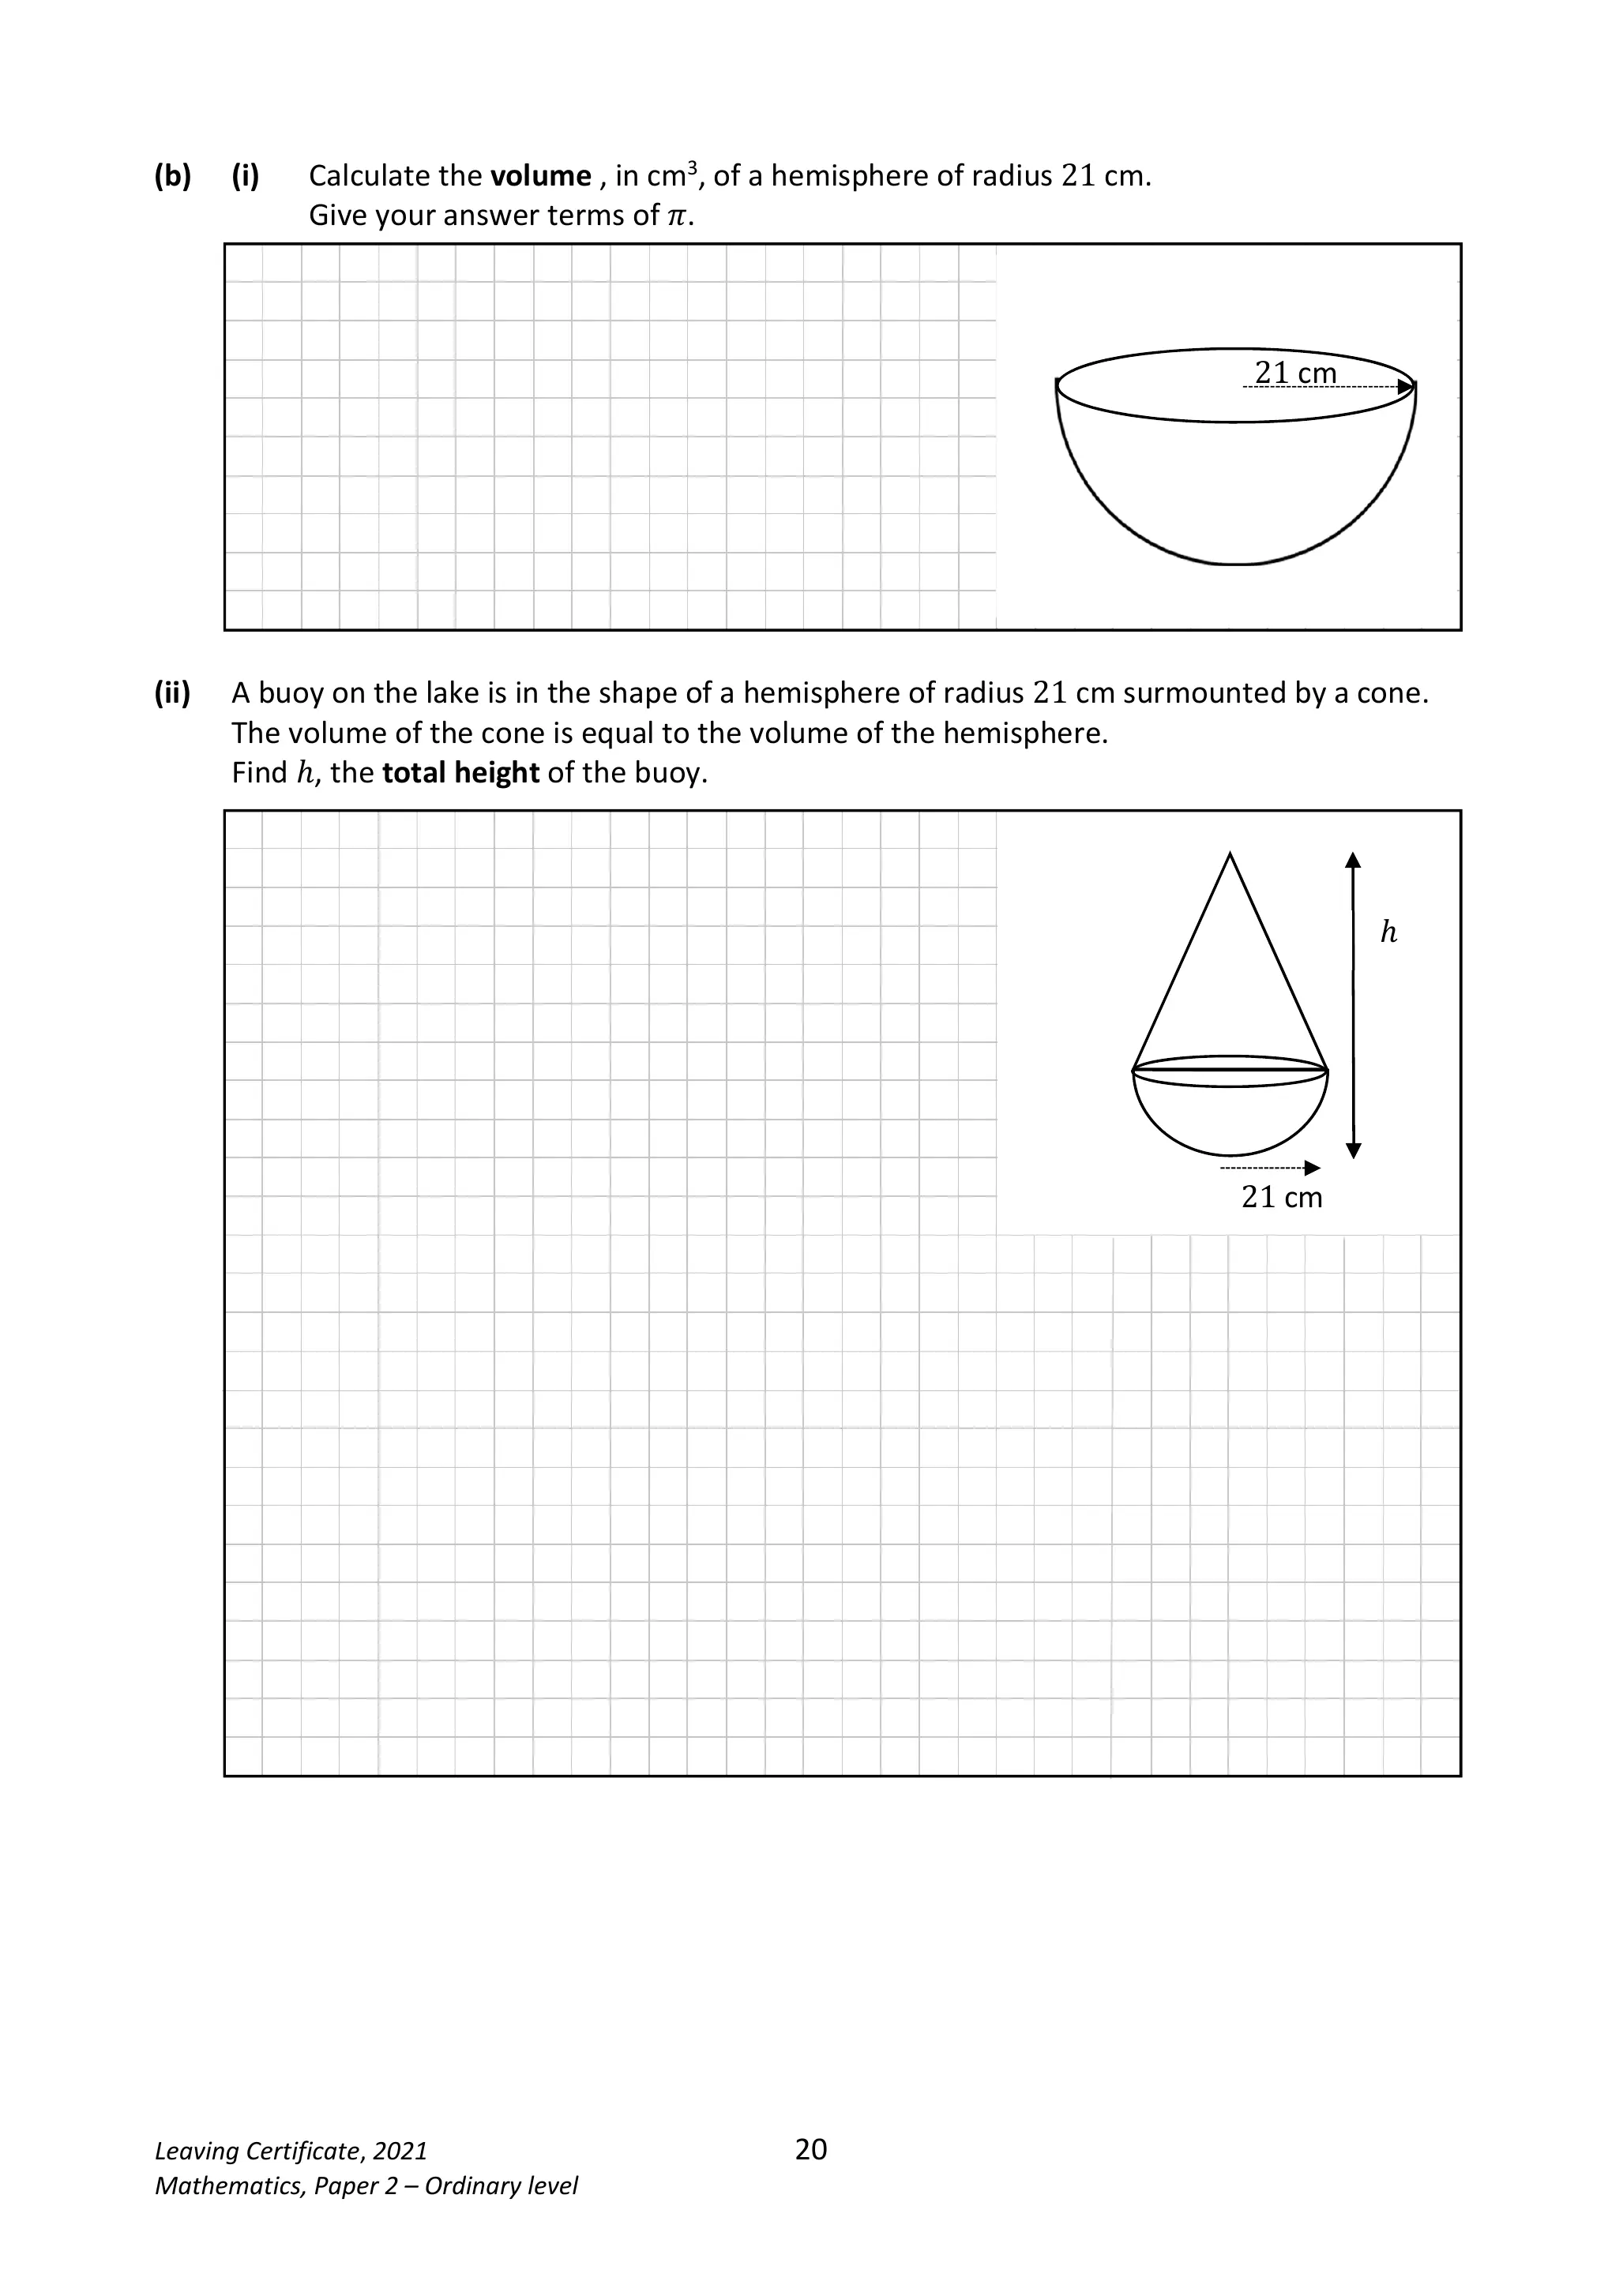 (b) (i) Calculate the volume , in cm³, of a hemisphere of radius 21 cm.
Give your answer terms of π.
21 cm
(ii) A buoy on the lake is in the shape of a hemisphere of radius 21 cm surmounted by a cone.
The volume of the cone is equal to the volume of the hemisphere.
Find h, the total height of the buoy.
h
21 cm
Leaving Certificate, 2021
20
Mathematics, Paper 2 – Ordinary level